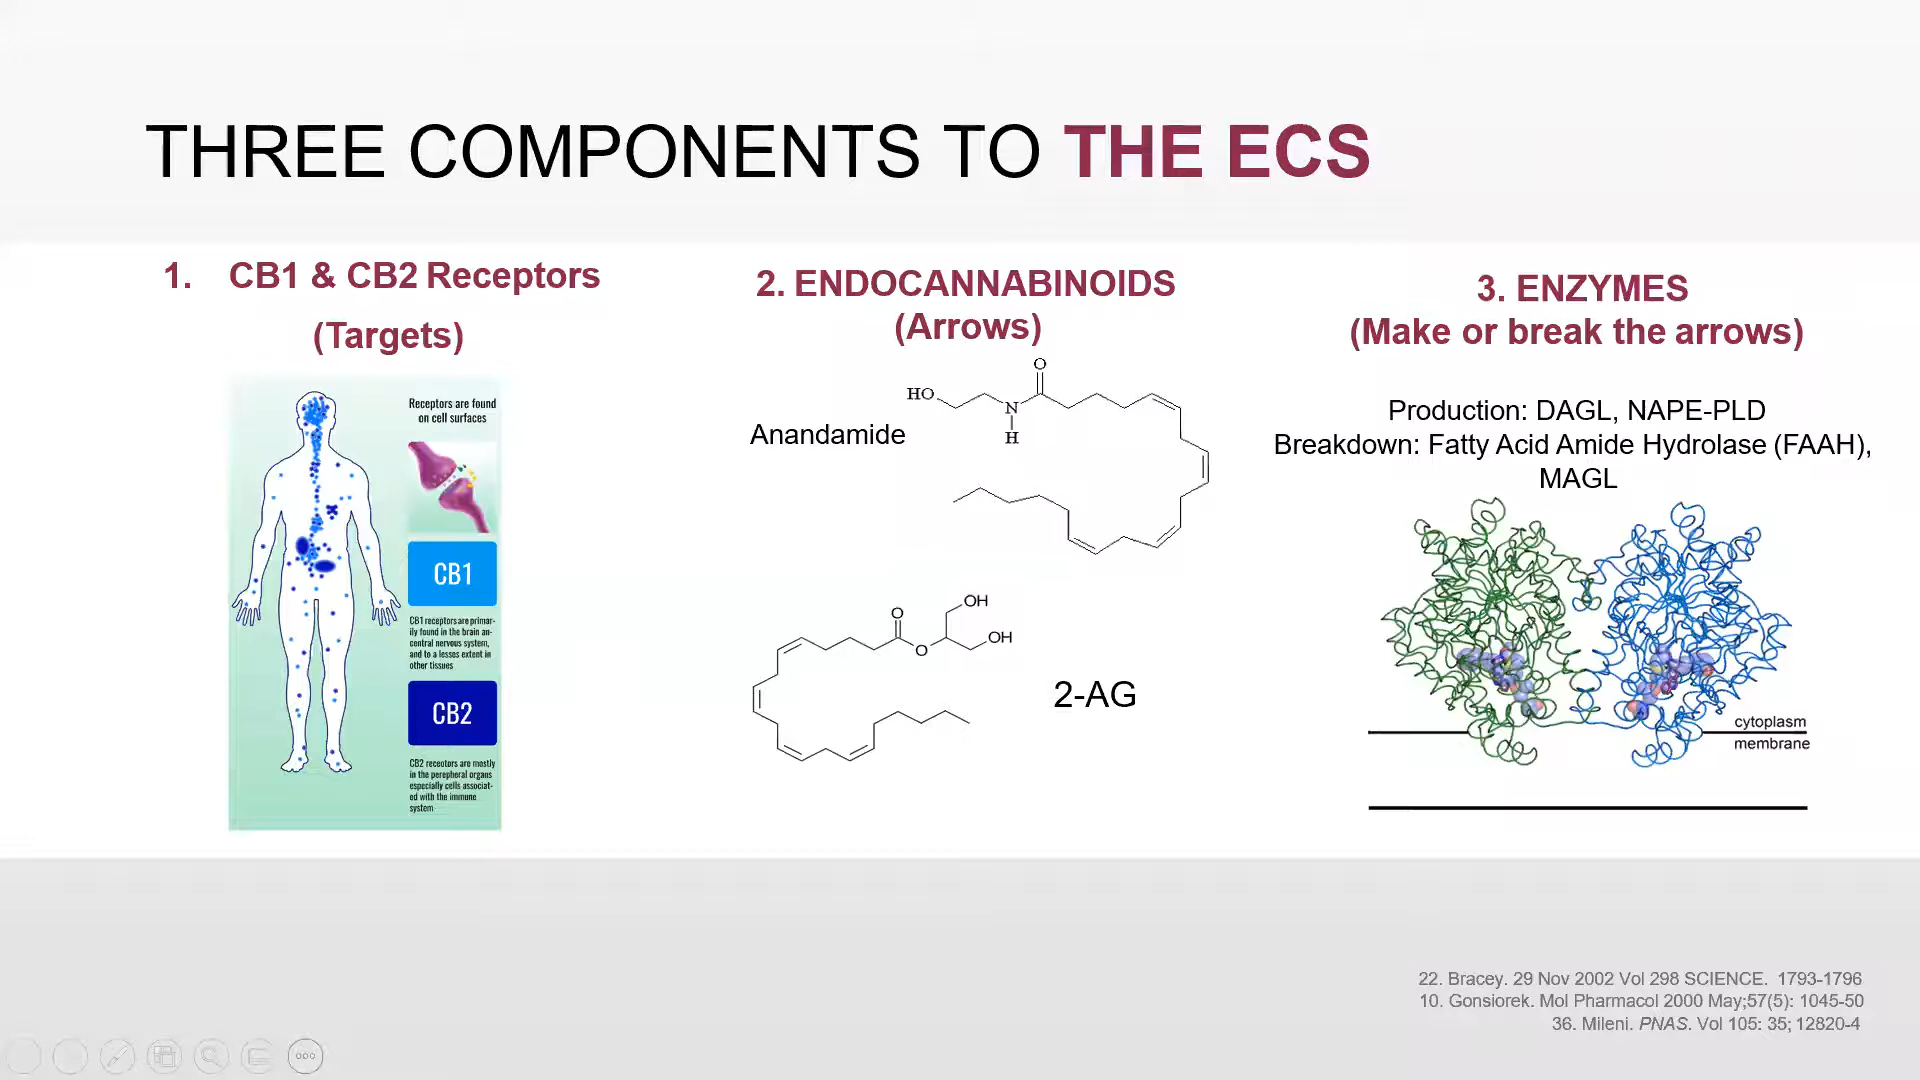 THREE COMPONENTS TO THE ECS
1. CB1 & CB2 Receptors
(Targets)
Receptors are found
on cell surfaces
CB1
CB1 receptors are primar-
ily found in the brain an-
central nervous system,
and to a lesses extent in
other tissues
CB2
CB2 receotors are mostly
in the perepheral organs
especially cells associat-
ed with the immune
system
2. ENDOCANNABINOIDS
(Arrows)
Anandamide
HO
O
N
H
O
OH
OH
O
2-AG
3. ENZYMES
(Make or break the arrows)
Production: DAGL, NAPE-PLD
Breakdown: Fatty Acid Amide Hydrolase (FAAH),
MAGL
cytoplasm
membrane
22. Bracey. 29 Nov 2002 Vol 298 SCIENCE. 1793-1796
10. Gonsiorek. Mol Pharmacol 2000 May;57(5): 1045-50
36. Mileni. PNAS. Vol 105: 35; 12820-4